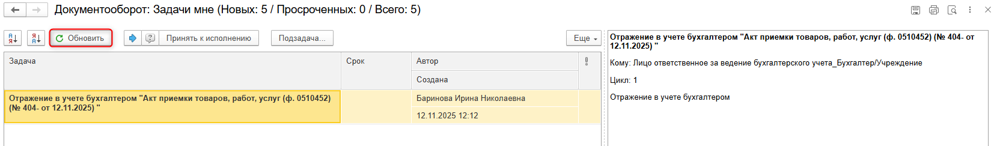 Документооборот: Задачи мне (Новых: 5 / Просроченных: 0 / Всего: 5)
А Я
Я А
Обновить
Принять к исполнению
Подзадача...
Еще
Задача
Срок
Автор
Создана
Отражение в учете бухгалтером "Акт приемки товаров, работ, услуг (ф. 0510452)
(№ 404- от 12.11.2025) "
Баринова Ирина Николаевна
12.11.2025 12:12
Отражение в учете бухгалтером "Акт приемки товаров, работ, услуг (ф. 0510452) (№ 404- от
12.11.2025) "
Кому: Лицо ответственное за ведение бухгалтерского учета_Бухгалтер/Учреждение
Цикл: 1
Отражение в учете бухгалтером